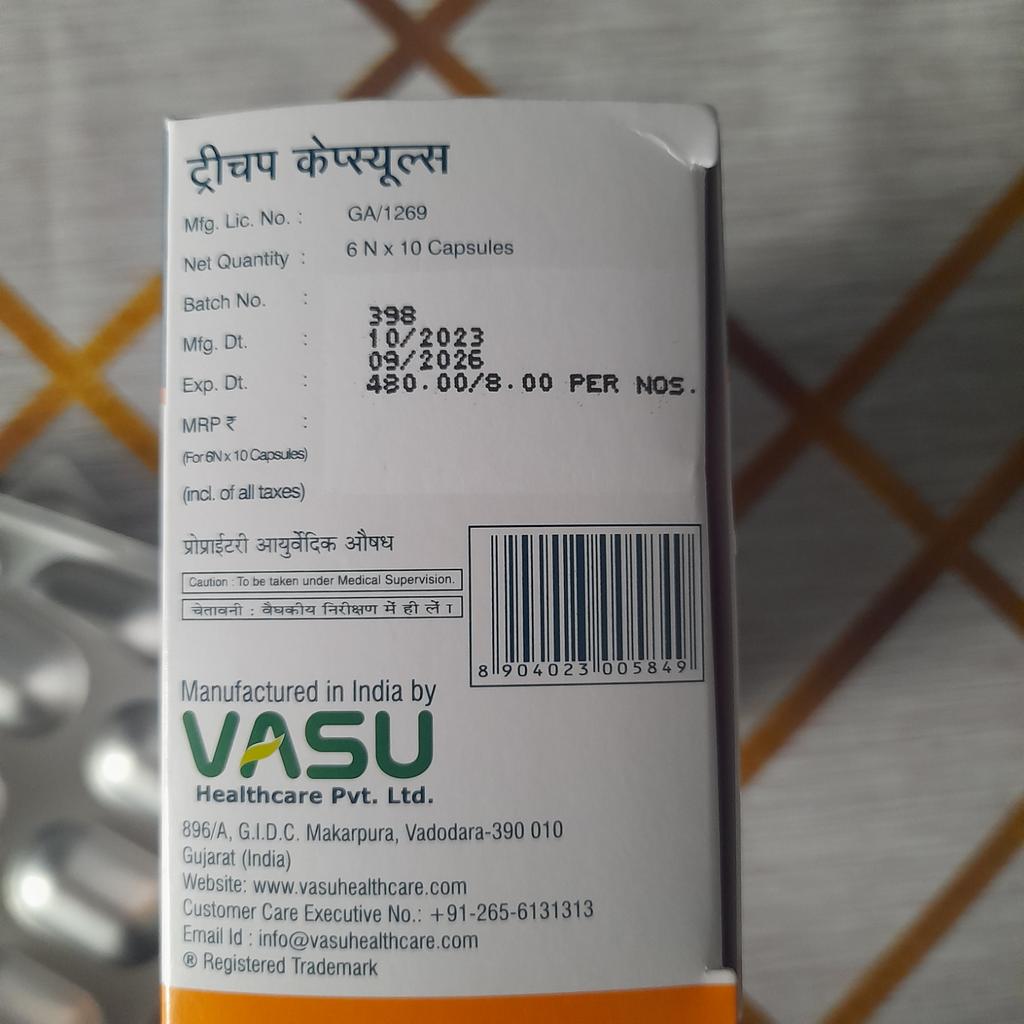 ट्रीचप केप्स्यूल्स
Mfg. Lic. No. : GA/1269
Net Quantity : 6 N x 10 Capsules
Batch No. :
398
Mfg. Dt. :
10/2023
09/2026
Exp. Dt. :
480.00/8.00 PER NOS.
MRP ₹ :
(For 6N x 10 Capsules)
(incl. of all taxes)
प्रोप्राईटरी आयुर्वेदिक औषध
Caution : To be taken under Medical Supervision.
चेतावनी : वैघकीय निरीक्षण में ही लें ।
8 904023 005849
Manufactured in India by
VASU
Healthcare Pvt. Ltd.
896/A, G.I.D.C. Makarpura, Vadodara-390 010
Gujarat (India)
Website: www.vasuhealthcare.com
Customer Care Executive No.: +91-265-6131313
Email Id : info@vasuhealthcare.com
® Registered Trademark